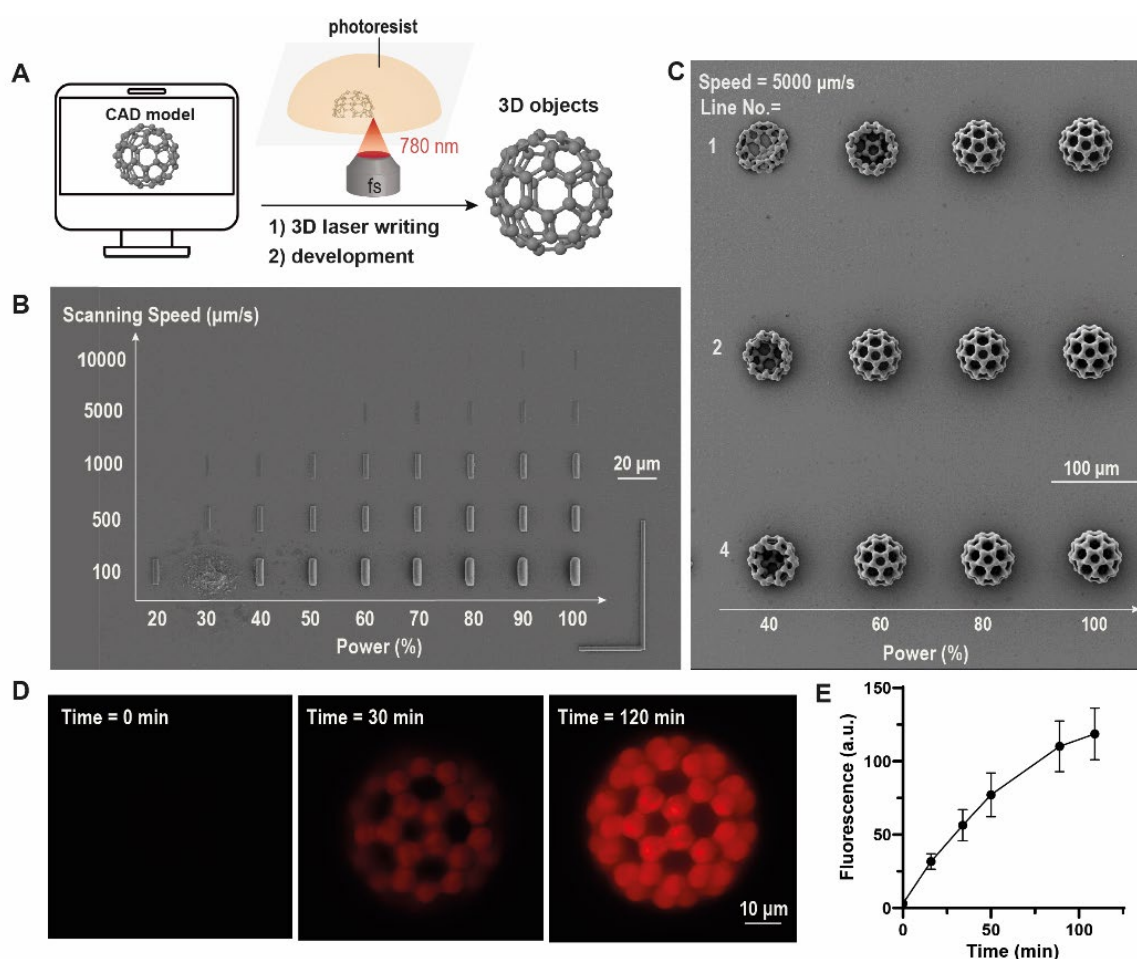 A
CAD model
photoresist
780 nm
fs
1) 3D laser writing
2) development
3D objects
B
Scanning Speed (µm/s)
10000
5000
1000
500
100
20 µm
20 30 40 50 60 70 80 90 100
Power (%)
C
Speed = 5000 µm/s
Line No.=
1
2
100 µm
4
40 60 80 100
Power (%)
D
Time = 0 min
Time = 30 min
Time = 120 min
10 µm
E
Fluorescence (a.u.)
150
100
50
0
0 50 100
Time (min)